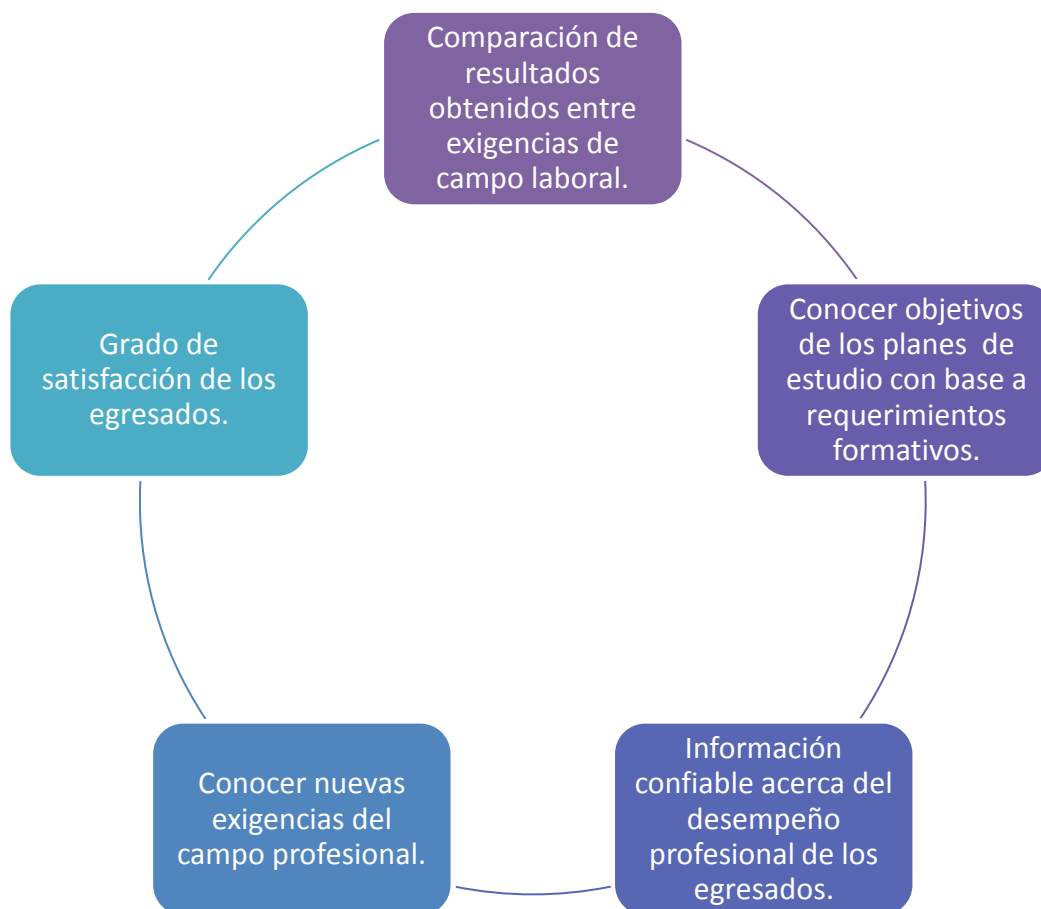 Comparación de
resultados
obtenidos entre
exigencias de
campo laboral.
Conocer objetivos
de los planes de
estudio con base a
requerimientos
formativos.
Información
confiable acerca del
desempeño
profesional de los
egresados.
Conocer nuevas
exigencias del
campo profesional.
Grado de
satisfacción de los
egresados.